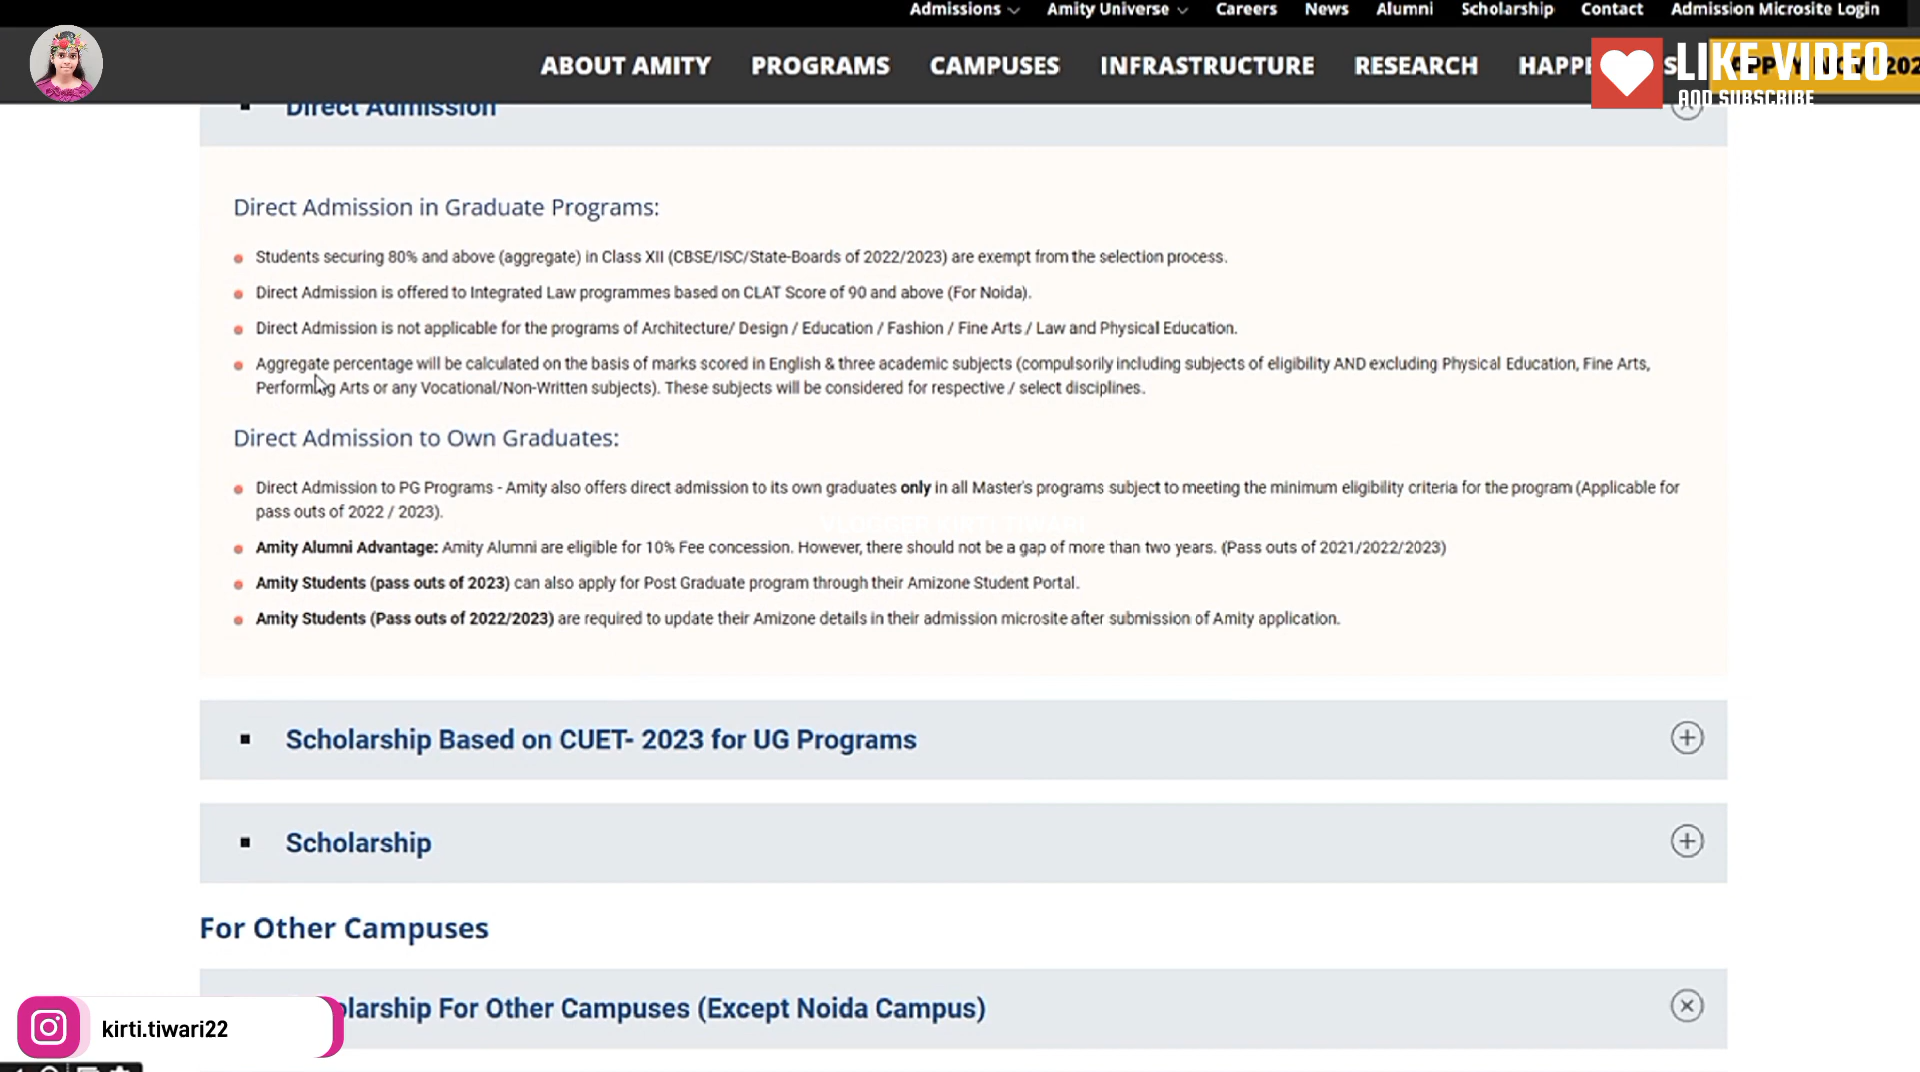 Admissions Amity Universe Careers News Alumni Scholarship Contact Admission Microsite Login
ABOUT AMITY PROGRAMS CAMPUSES INFRASTRUCTURE RESEARCH
LIKE VIDEO
AND SUBSCRIBE
Direct Admission
Direct Admission in Graduate Programs:
Students securing 80% and above (aggregate) in Class XII (CBSE/ISC/State-Boards of 2022/2023) are exempt from the selection process.
Direct Admission is offered to Integrated Law programmes based on CLAT Score of 90 and above (For Noida).
Direct Admission is not applicable for the programs of Architecture/ Design / Education / Fashion / Fine Arts / Law and Physical Education.
Aggregate percentage will be calculated on the basis of marks scored in English & three academic subjects (compulsorily including subjects of eligibility AND excluding Physical Education, Fine Arts,
Performing Arts or any Vocational/Non-Written subjects). These subjects will be considered for respective / select disciplines.
Direct Admission to Own Graduates:
Direct Admission to PG Programs - Amity also offers direct admission to its own graduates only in all Master's programs subject to meeting the minimum eligibility criteria for the program (Applicable for
pass outs of 2022 / 2023).
Amity Alumni Advantage: Amity Alumni are eligible for 10% Fee concession. However, there should not be a gap of more than two years. (Pass outs of 2021/2022/2023)
Amity Students (pass outs of 2023) can also apply for Post Graduate program through their Amizone Student Portal.
Amity Students (Pass outs of 2022/2023) are required to update their Amizone details in their admission microsite after submission of Amity application.
Scholarship Based on CUET- 2023 for UG Programs
Scholarship
For Other Campuses
For Other Campuses (Except Noida Campus)
kirti.tiwari22